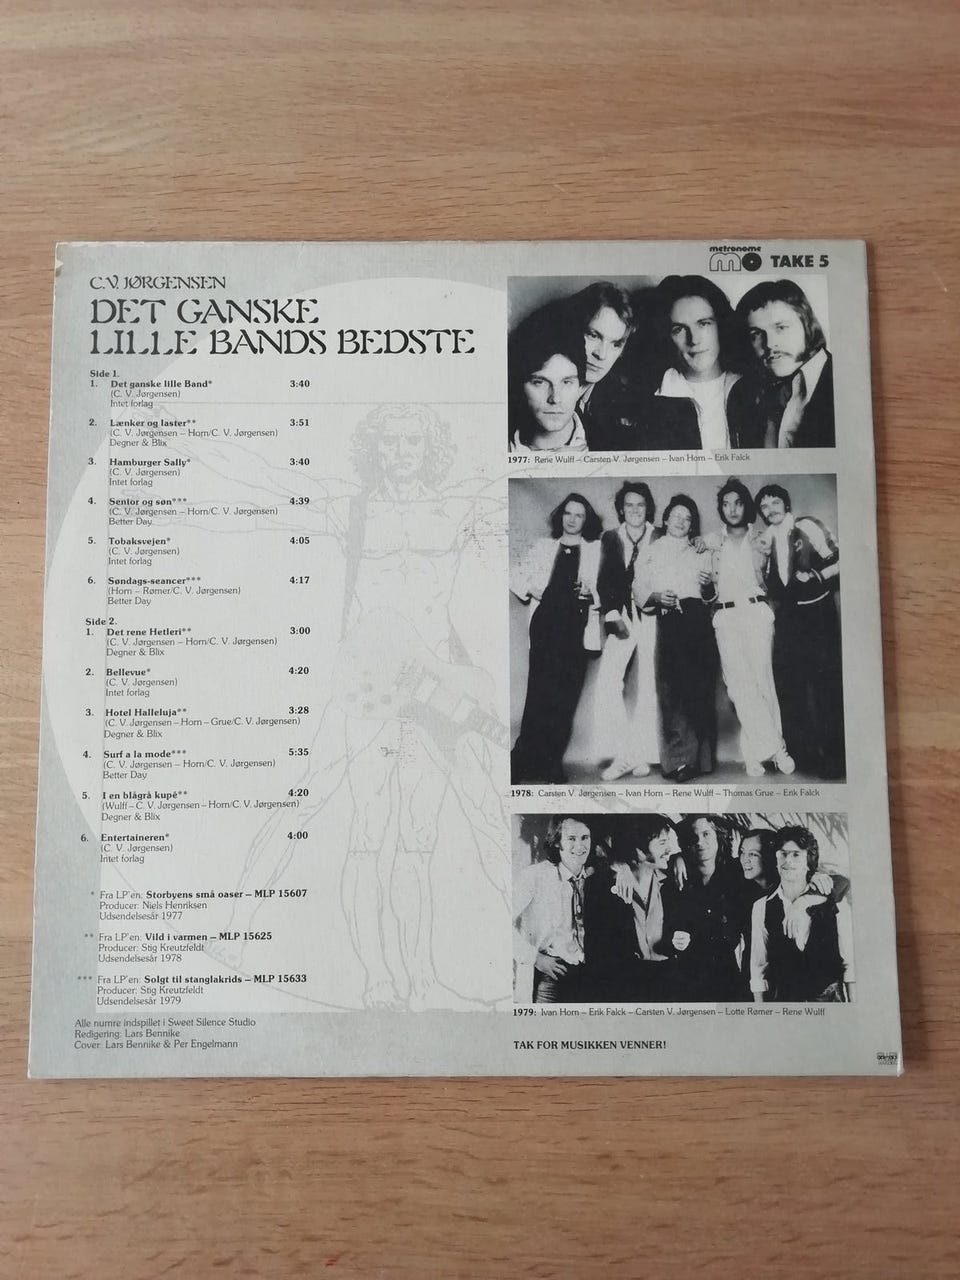 metronome
TAKE 5
C.V. JØRGENSEN
DET GANSKE
LILLE BANDS BEDSTE
Side 1.
1. Det ganske lille Band* 3:40
(C. V. Jørgensen)
Intet forlag
2. Lænker og laster** 3:51
(C. V. Jørgensen – Horn/C. V. Jørgensen)
Degner & Blix
3. Hamburger Sally* 3:40
(C. V. Jørgensen)
Intet forlag
4. Senior og søn*** 4:39
(C. V. Jørgensen – Horn/C. V. Jørgensen)
Better Day
5. Tobaksvejen* 4:05
(C. V. Jørgensen)
Intet forlag
6. Søndags-seancer*** 4:17
(Horn – Rømer/C. V. Jørgensen)
Better Day
Side 2.
1. Det rene Hetleri** 3:00
(C. V. Jørgensen – Horn/C. V. Jørgensen)
Degner & Blix
2. Bellevue* 4:20
(C. V. Jørgensen)
Intet forlag
3. Hotel Halleluja** 3:28
(C. V. Jørgensen – Horn – Grue/C. V. Jørgensen)
Degner & Blix
4. Surf a la mode*** 5:35
(C. V. Jørgensen – Horn/C. V. Jørgensen)
Better Day
5. I en blågrå kupé** 4:20
(Wulff – C. V. Jørgensen – Horn/C. V. Jørgensen)
Degner & Blix
6. Entertaineren* 4:00
(C. V. Jørgensen)
Intet forlag
* Fra LP'en: Storbyens små oaser – MLP 15607
Producer: Niels Henriksen
Udsendelsesår 1977
** Fra LP'en: Vild i varmen – MLP 15625
Producer: Stig Kreutzfeldt
Udsendelsesår 1978
*** Fra LP'en: Solgt til stanglakrids – MLP 15633
Producer: Stig Kreutzfeldt
Udsendelsesår 1979
Alle numre indspillet i Sweet Silence Studio
Redigering: Lars Bennike
Cover: Lars Bennike & Per Engelmann
1977: Rene Wulff – Carsten V. Jørgensen – Ivan Horn – Erik Falck
1978: Carsten V. Jørgensen – Ivan Horn – Rene Wulff – Thomas Grue – Erik Falck
1979: Ivan Horn – Erik Falck – Carsten V. Jørgensen – Lotte Rømer – Rene Wulff
TAK FOR MUSIKKEN VENNER!